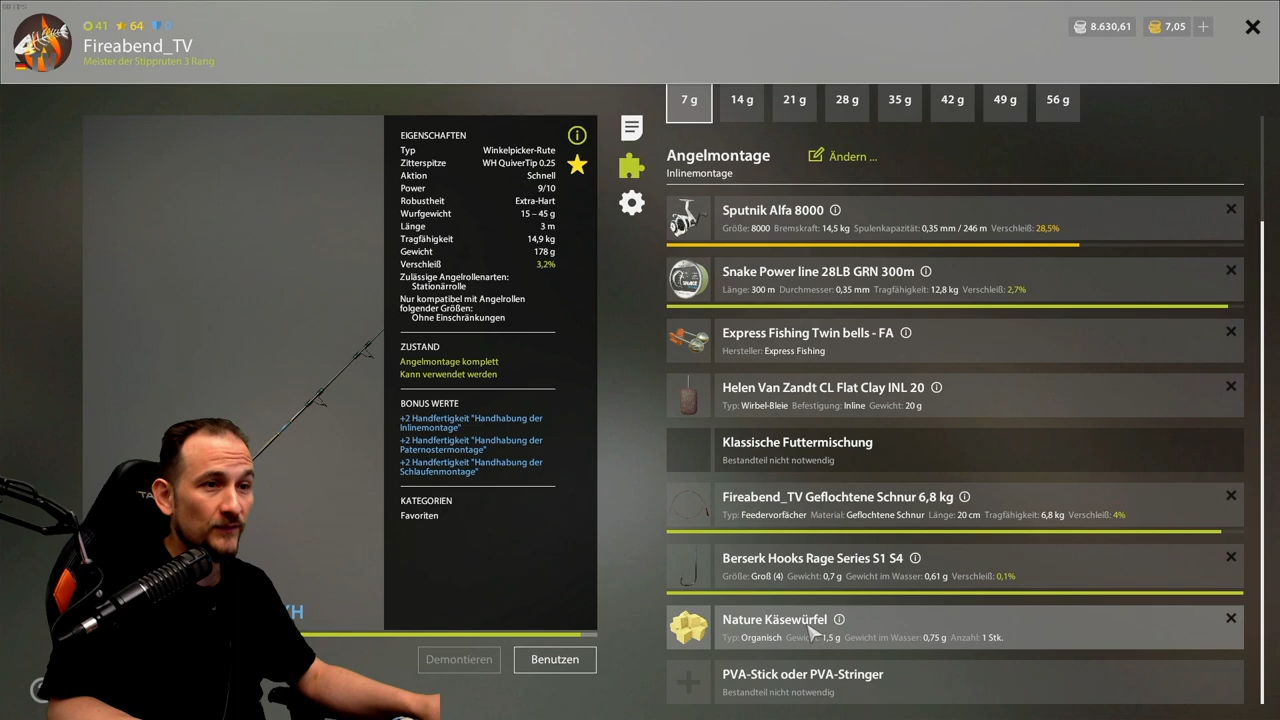 60 FPS
41 64 0
Fireabend_TV
Meister der Stippruten 3 Rang
8.630,61 7,05 +
7 g 14 g 21 g 28 g 35 g 42 g 49 g 56 g
EIGENSCHAFTEN
Typ Winkelpicker-Rute
Zitterspitze WH QuiverTip 0.25
Aktion Schnell
Power 9/10
Robustheit Extra-Hart
Wurfgewicht 15 – 45 g
Länge 3 m
Tragfähigkeit 14,9 kg
Gewicht 178 g
Verschleiß 3,2%
Zulässige Angelrollenarten:
Stationärrolle
Nur kompatibel mit Angelrollen
folgender Größen:
Ohne Einschränkungen
ZUSTAND
Angelmontage komplett
Kann verwendet werden
BONUS WERTE
+2 Handfertigkeit "Handhabung der
Inlinemontage"
+2 Handfertigkeit "Handhabung der
Paternostermontage"
+2 Handfertigkeit "Handhabung der
Schlaufenmontage"
KATEGORIEN
Favoriten
YH
Demontieren Benutzen
Angelmontage Ändern ...
Inlinemontage
Sputnik Alfa 8000
Größe: 8000 Bremskraft: 14,5 kg Spulenkapazität: 0,35 mm / 246 m Verschleiß: 28,5%
Snake Power line 28LB GRN 300m
Länge: 300 m Durchmesser: 0,35 mm Tragfähigkeit: 12,8 kg Verschleiß: 2,7%
Express Fishing Twin bells - FA
Hersteller: Express Fishing
Helen Van Zandt CL Flat Clay INL 20
Typ: Wirbel-Bleie Befestigung: Inline Gewicht: 20 g
Klassische Futtermischung
Bestandteil nicht notwendig
Fireabend_TV Geflochtene Schnur 6,8 kg
Typ: Feedervorfächer Material: Geflochtene Schnur Länge: 20 cm Tragfähigkeit: 6,8 kg Verschleiß: 4%
Berserk Hooks Rage Series S1 S4
Größe: Groß (4) Gewicht: 0,7 g Gewicht im Wasser: 0,61 g Verschleiß: 0,1%
Nature Käsewürfel
Typ: Organisch Gewicht: 1,5 g Gewicht im Wasser: 0,75 g Anzahl: 1 Stk.
PVA-Stick oder PVA-Stringer
Bestandteil nicht notwendig